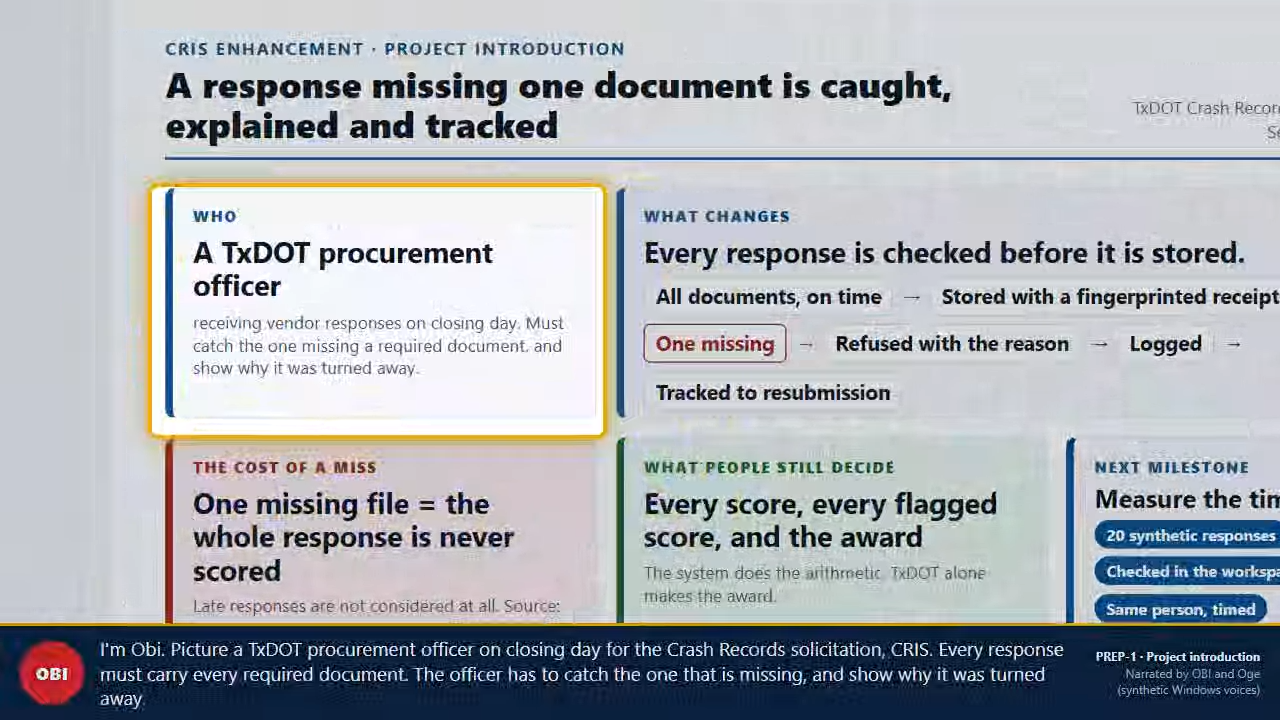 CRIS ENHANCEMENT · PROJECT INTRODUCTION
A response missing one document is caught,
explained and tracked
TxDOT Crash Recor
Se
WHO
A TxDOT procurement
officer
receiving vendor responses on closing day. Must
catch the one missing a required document, and
show why it was turned away.
WHAT CHANGES
Every response is checked before it is stored.
All documents, on time → Stored with a fingerprinted receipt
One missing → Refused with the reason → Logged →
Tracked to resubmission
THE COST OF A MISS
One missing file = the
whole response is never
scored
Late responses are not considered at all. Source:
WHAT PEOPLE STILL DECIDE
Every score, every flagged
score, and the award
The system does the arithmetic. TxDOT alone
makes the award.
NEXT MILESTONE
Measure the tim
20 synthetic responses
Checked in the workspa
Same person, timed
OBI
I'm Obi. Picture a TxDOT procurement officer on closing day for the Crash Records solicitation, CRIS. Every response
must carry every required document. The officer has to catch the one that is missing, and show why it was turned
away.
PREP-1 · Project introduction
Narrated by OBI and Oge
(synthetic Windows voices)